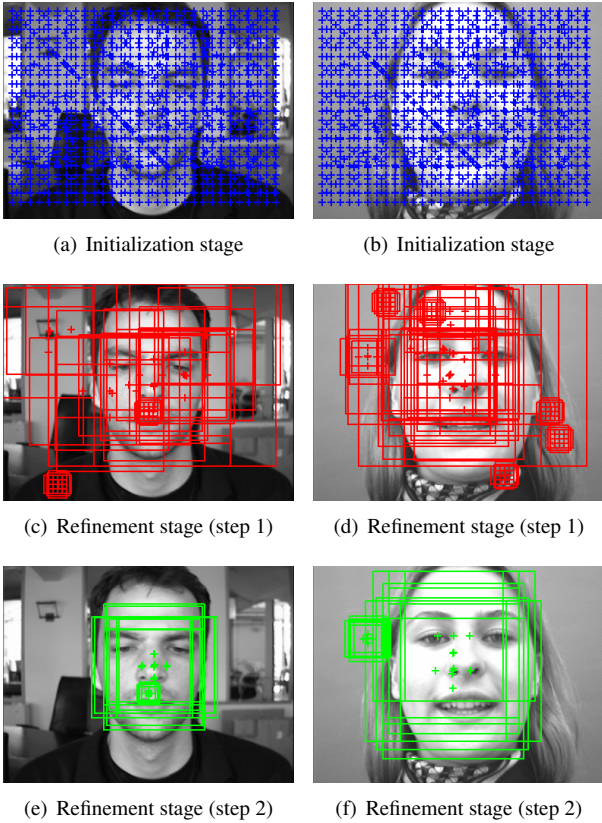 (a) Initialization stage
(b) Initialization stage
(c) Refinement stage (step 1)
(d) Refinement stage (step 1)
(e) Refinement stage (step 2)
(f) Refinement stage (step 2)